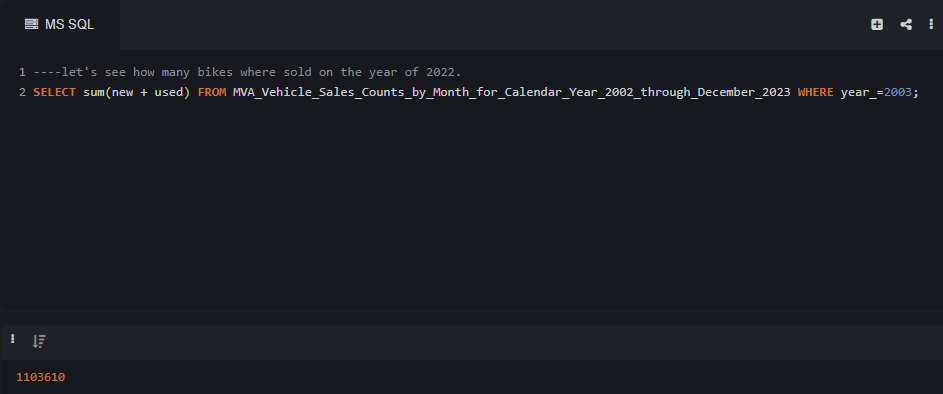 MS SQL
1 ----let's see how many bikes where sold on the year of 2022.
2 SELECT sum(new + used) FROM MVA_Vehicle_Sales_Counts_by_Month_for_Calendar_Year_2002_through_December_2023 WHERE year_=2003;
1103610